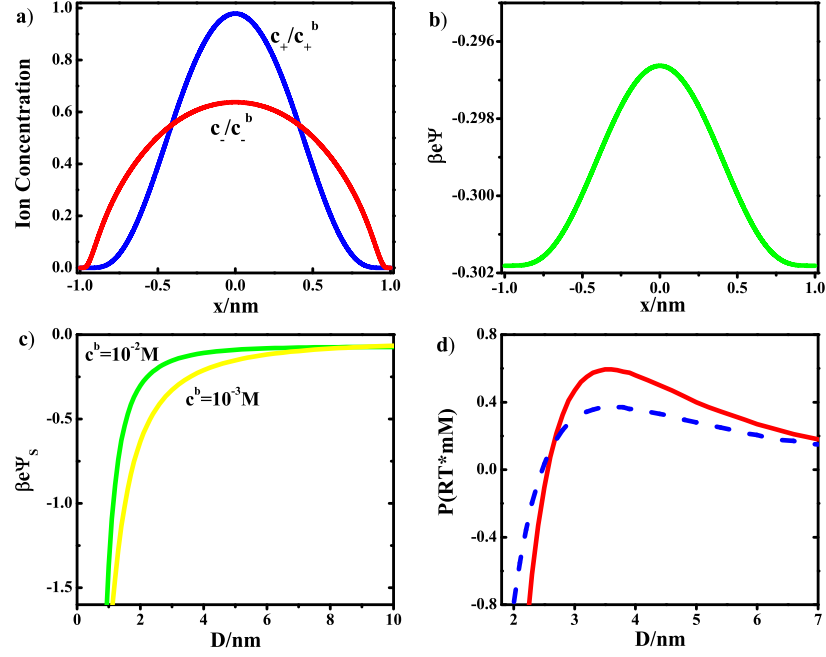 a)
c₊/c₊ᵇ
c₋/c₋ᵇ
Ion Concentration
1.0
0.8
0.6
0.4
0.2
0.0
-1.0 -0.5 0.0 0.5 1.0
x/nm
b)
βeΨ
-0.296
-0.298
-0.300
-0.302
-1.0 -0.5 0.0 0.5 1.0
x/nm
c)
cᵇ=10⁻²M
cᵇ=10⁻³M
βeΨₛ
0.0
-0.5
-1.0
-1.5
0 2 4 6 8 10
D/nm
d)
P(RT*mM)
0.8
0.4
0.0
-0.4
-0.8
2 3 4 5 6 7
D/nm